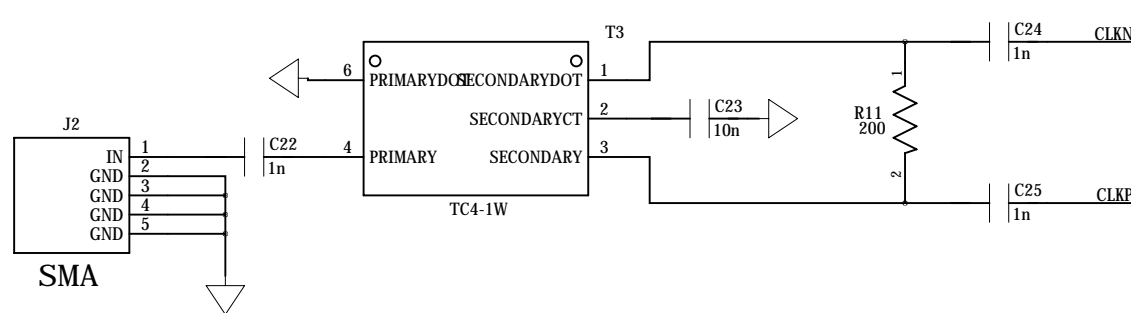 T3
C24
CLKN
1n
6
PRIMARYDOT
SECONDARYDOT
1
1
J2
2
SECONDARYCT
C23
10n
R11
200
IN
1
C22
1n
4
PRIMARY
SECONDARY
3
GND
2
GND
3
GND
4
GND
5
2
C25
CLKP
1n
TC4-1W
SMA